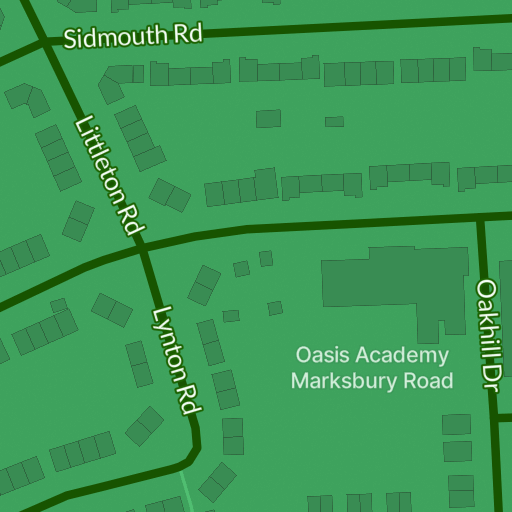 Sidmouth Rd
Littleton Rd
Lynton Rd
Oakhill Dr
Oasis Academy
Marksbury Road